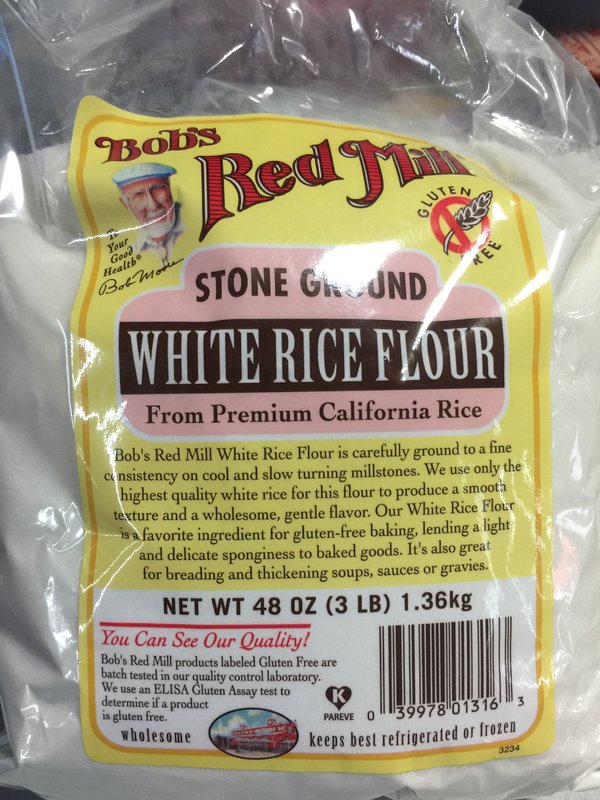 Bob's
Red Mill
GLUTEN
FREE
To
Your
Good
Health®
Bob Moore
STONE GROUND
WHITE RICE FLOUR
From Premium California Rice
Bob's Red Mill White Rice Flour is carefully ground to a fine
consistency on cool and slow turning millstones. We use only the
highest quality white rice for this flour to produce a smooth
texture and a wholesome, gentle flavor. Our White Rice Flour
is a favorite ingredient for gluten-free baking, lending a light
and delicate sponginess to baked goods. It's also great
for breading and thickening soups, sauces or gravies.
NET WT 48 OZ (3 LB) 1.36kg
You Can See Our Quality!
Bob's Red Mill products labeled Gluten Free are
batch tested in our quality control laboratory.
We use an ELISA Gluten Assay test to
determine if a product
is gluten free.
K
PAREVE
0 39978 01316 3
wholesome
keeps best refrigerated or frozen
3234